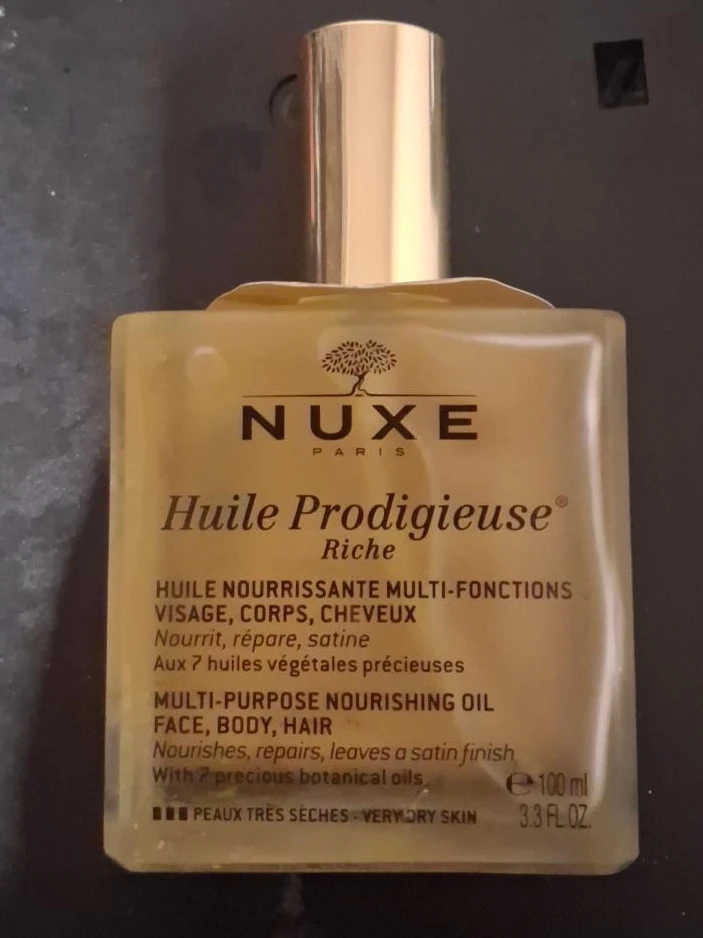 NUXE
PARIS
Huile Prodigieuse®
Riche
HUILE NOURRISSANTE MULTI-FONCTIONS
VISAGE, CORPS, CHEVEUX
Nourrit, répare, satine
Aux 7 huiles végétales précieuses
MULTI-PURPOSE NOURISHING OIL
FACE, BODY, HAIR
Nourishes, repairs, leaves a satin finish
With 7 precious botanical oils
℮ 100 ml
PEAUX TRÈS SÈCHES - VERY DRY SKIN
3.3 FL.OZ.